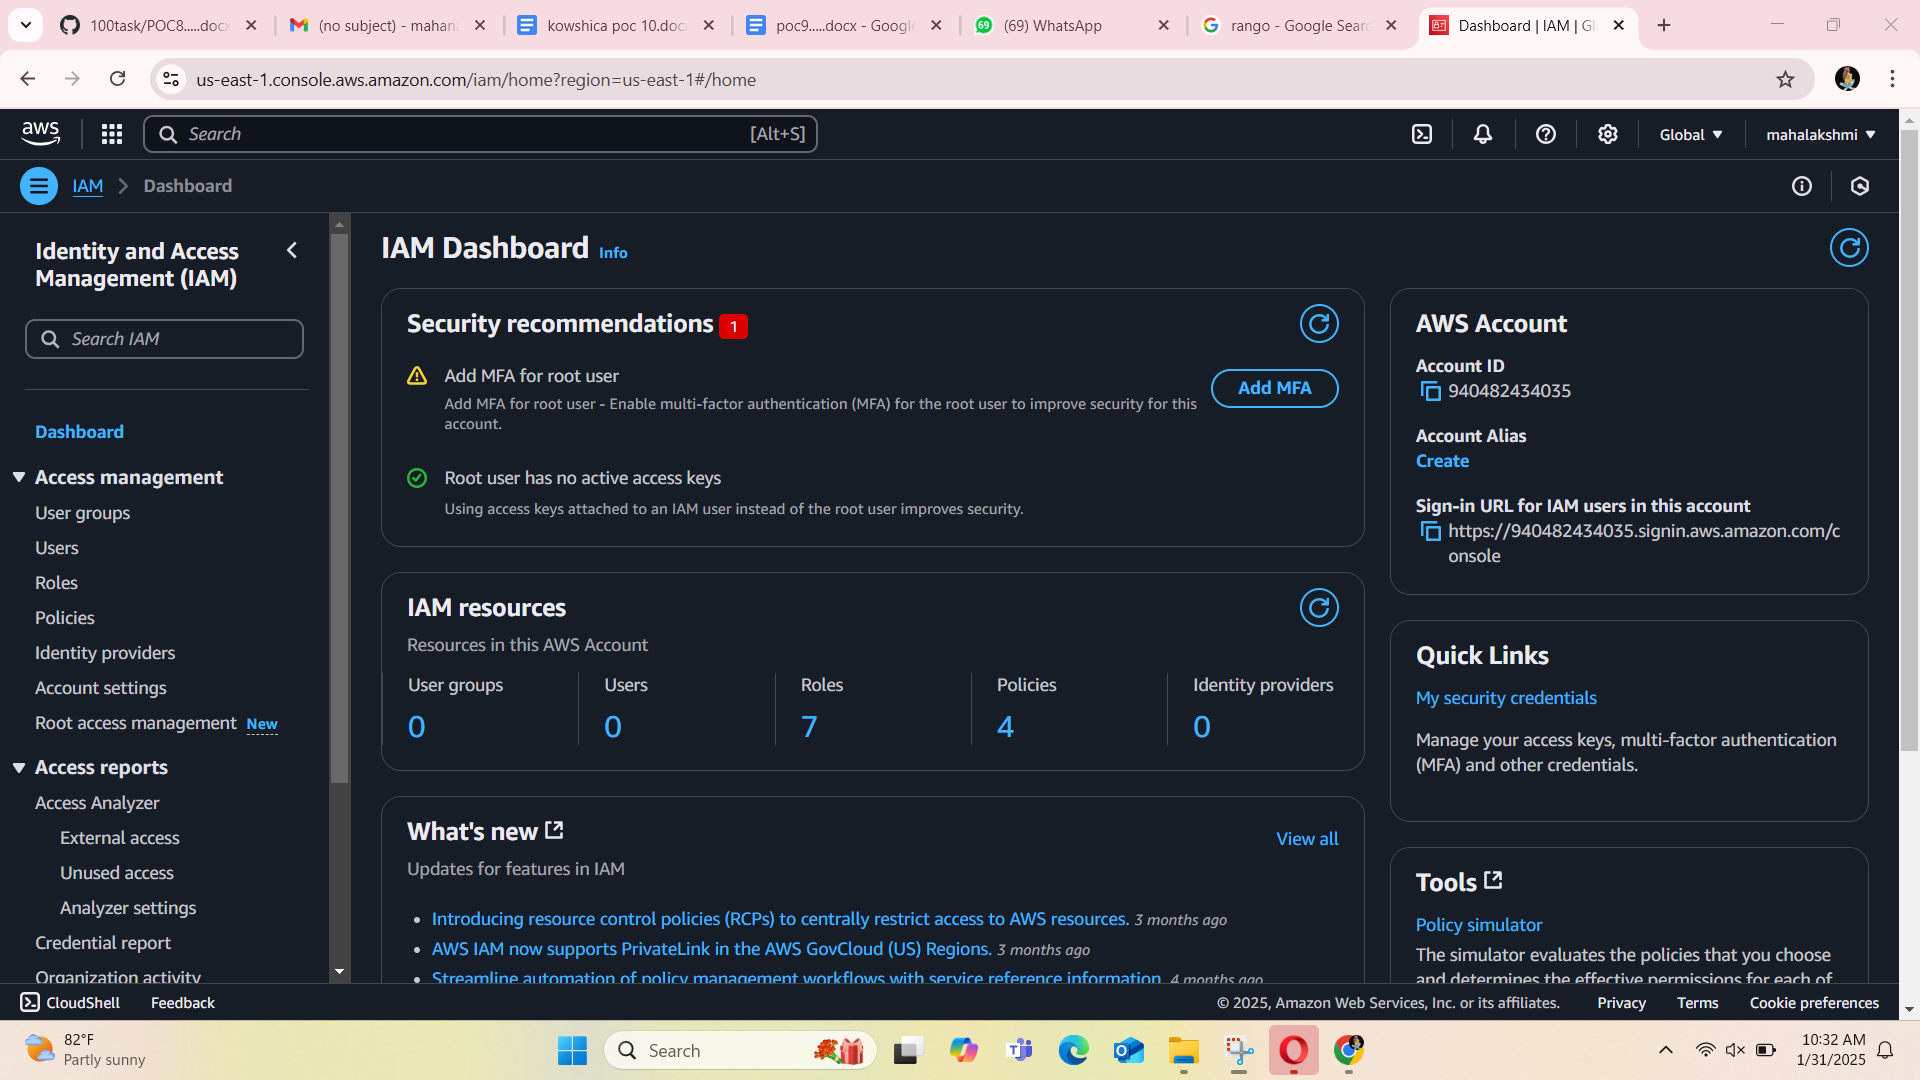 100task/POC8.....docx
(no subject) - mahana
kowshica poc 10.doc
poc9.....docx - Google
(69) WhatsApp
rango - Google Searc
Dashboard | IAM | Gl
us-east-1.console.aws.amazon.com/iam/home?region=us-east-1#/home
aws
Search
[Alt+S]
Global
mahalakshmi
IAM
Dashboard
Identity and Access
Management (IAM)
Search IAM
Dashboard
Access management
User groups
Users
Roles
Policies
Identity providers
Account settings
Root access management New
Access reports
Access Analyzer
External access
Unused access
Analyzer settings
Credential report
Organization activity
IAM Dashboard Info
Security recommendations 1
Add MFA for root user
Add MFA for root user - Enable multi-factor authentication (MFA) for the root user to improve security for this
account.
Add MFA
Root user has no active access keys
Using access keys attached to an IAM user instead of the root user improves security.
IAM resources
Resources in this AWS Account
User groups
0
Users
0
Roles
7
Policies
4
Identity providers
0
What's new
View all
Updates for features in IAM
Introducing resource control policies (RCPs) to centrally restrict access to AWS resources. 3 months ago
AWS IAM now supports PrivateLink in the AWS GovCloud (US) Regions. 3 months ago
Streamline automation of policy management workflows with service reference information. 4 months ago
AWS Account
Account ID
940482434035
Account Alias
Create
Sign-in URL for IAM users in this account
https://940482434035.signin.aws.amazon.com/c
onsole
Quick Links
My security credentials
Manage your access keys, multi-factor authentication
(MFA) and other credentials.
Tools
Policy simulator
The simulator evaluates the policies that you choose
and determines the effective permissions for each of
CloudShell
Feedback
© 2025, Amazon Web Services, Inc. or its affiliates.
Privacy
Terms
Cookie preferences
82°F
Partly sunny
Search
10:32 AM
1/31/2025